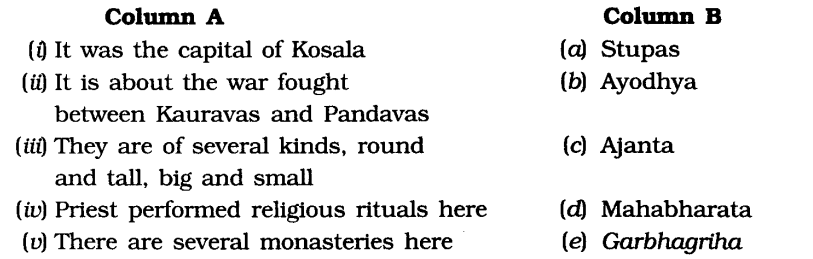 Column A Column B
(i) It was the capital of Kosala (a) Stupas
(ii) It is about the war fought (b) Ayodhya
between Kauravas and Pandavas
(iii) They are of several kinds, round (c) Ajanta
and tall, big and small
(iv) Priest performed religious rituals here (d) Mahabharata
(v) There are several monasteries here (e) Garbhagriha